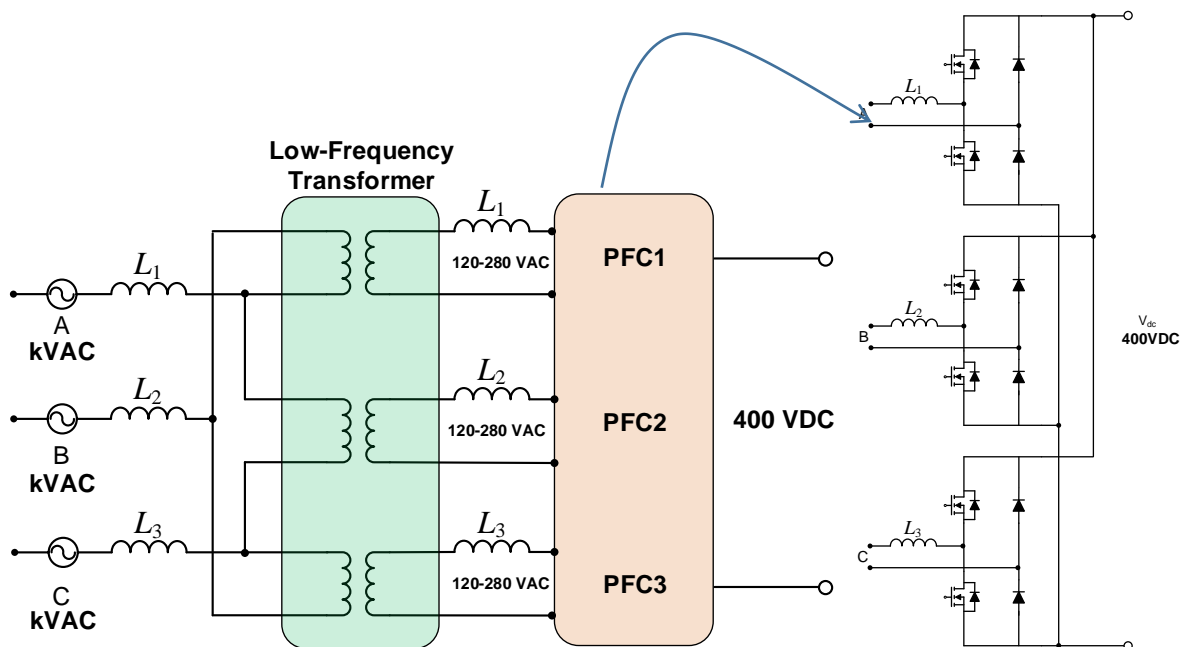 Low-Frequency
Transformer
L1
A
kVAC
L2
B
kVAC
L3
C
kVAC
L1
120-280 VAC
L2
120-280 VAC
L3
120-280 VAC
PFC1
PFC2
PFC3
400 VDC
L1
A
L2
B
L3
C
Vdc
400VDC